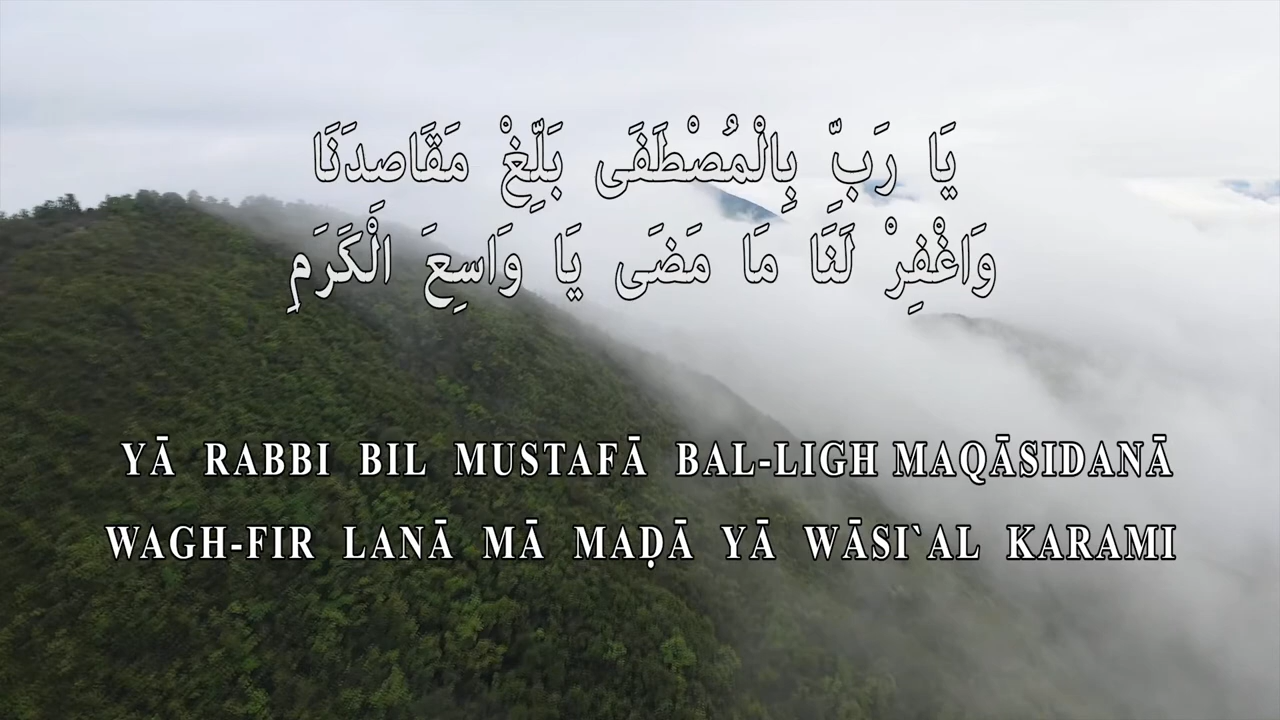 يَا رَبِّ بِالْمُصْطَفَى بَلِّغْ مَقَاصِدَنَا
وَاغْفِرْ لَنَا مَا مَضَى يَا وَاسِعَ الْكَرَمِ
YĀ RABBI BIL MUSTAFĀ BAL-LIGH MAQĀSIDANĀ
WAGH-FIR LANĀ MĀ MAḌĀ YĀ WĀSI`AL KARAMI